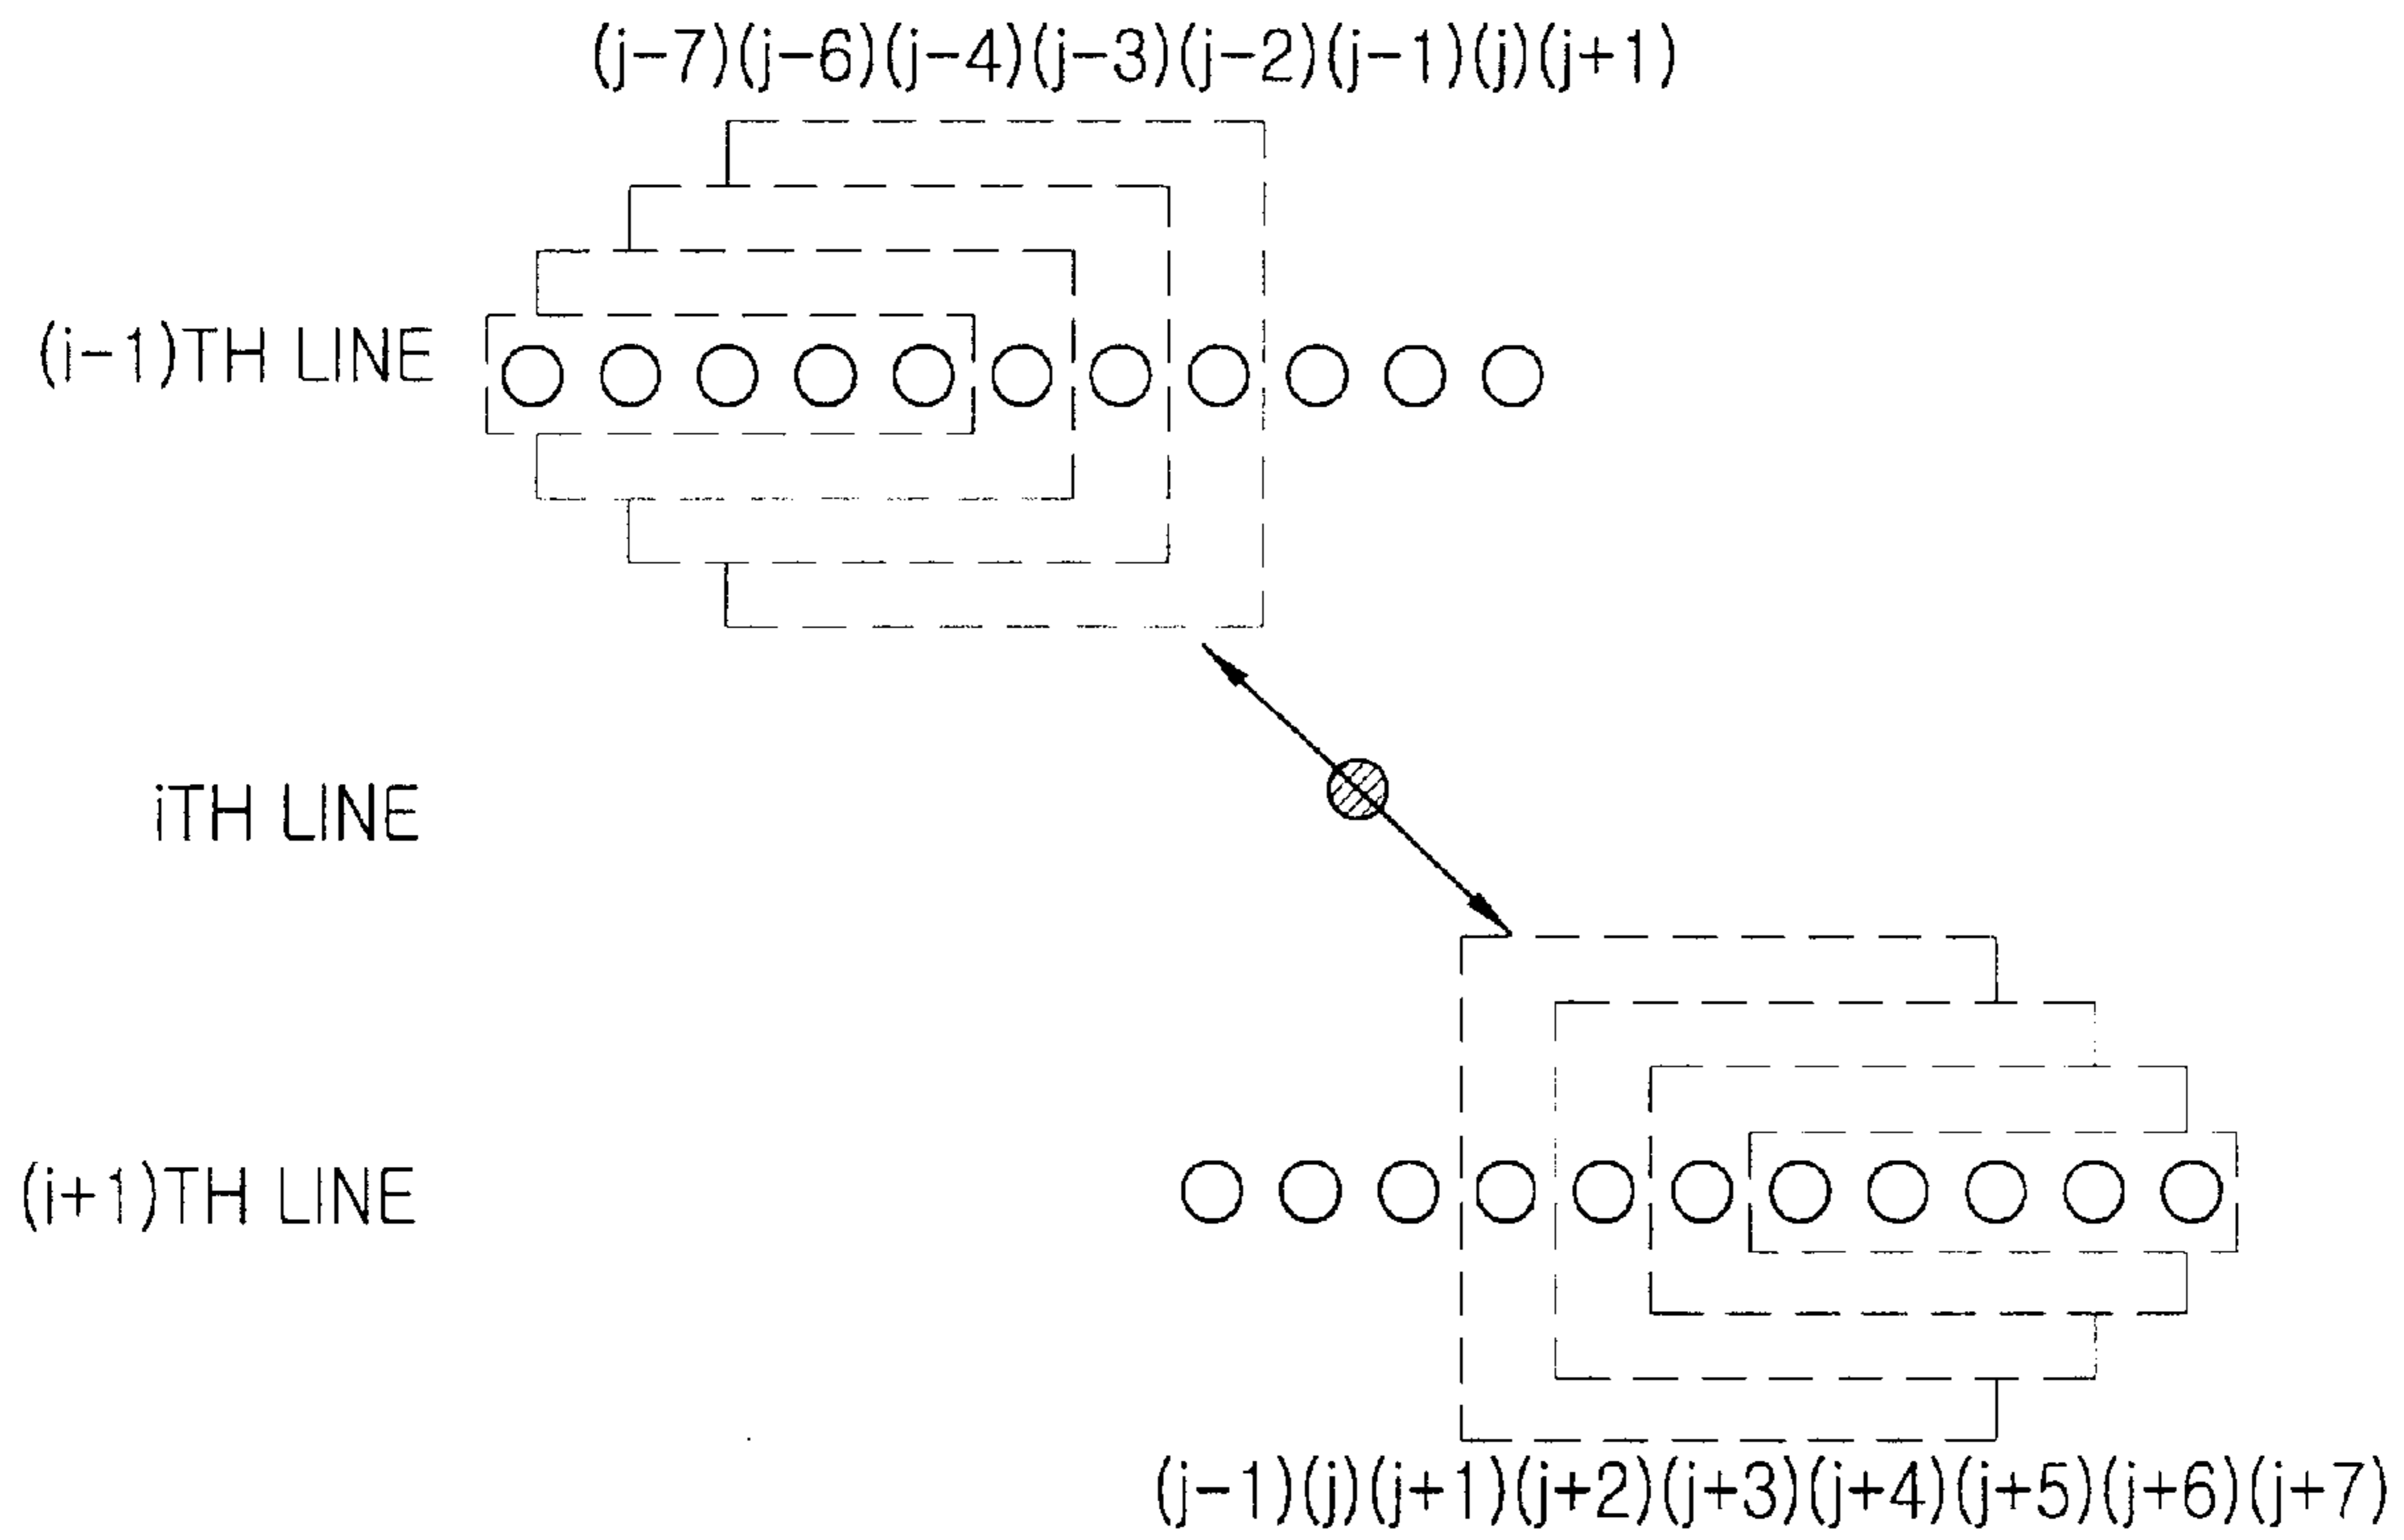 (j-7)(j-6)(j-4)(j-3)(j-2)(j-1)(j)(j+1)
(i-1)TH LINE
iTH LINE
(i+1)TH LINE
(j-1)(j)(j+1)(j+2)(j+3)(j+4)(j+5)(j+6)(j+7)